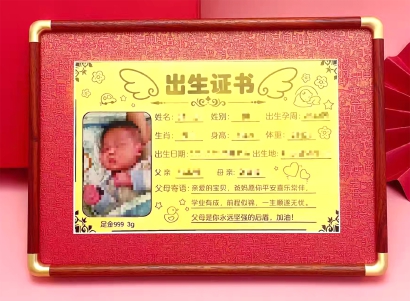 出生证书
姓名: 性别: 出生孕周:
生肖: 身高: 体重:
出生日期: 出生地:
父亲: 母亲:
父母寄语: 亲爱的宝贝,爸妈愿你平安喜乐常伴,
学业有成,前程似锦,一生顺遂无忧。
父母是你永远坚强的后盾,加油!
足金999 3g